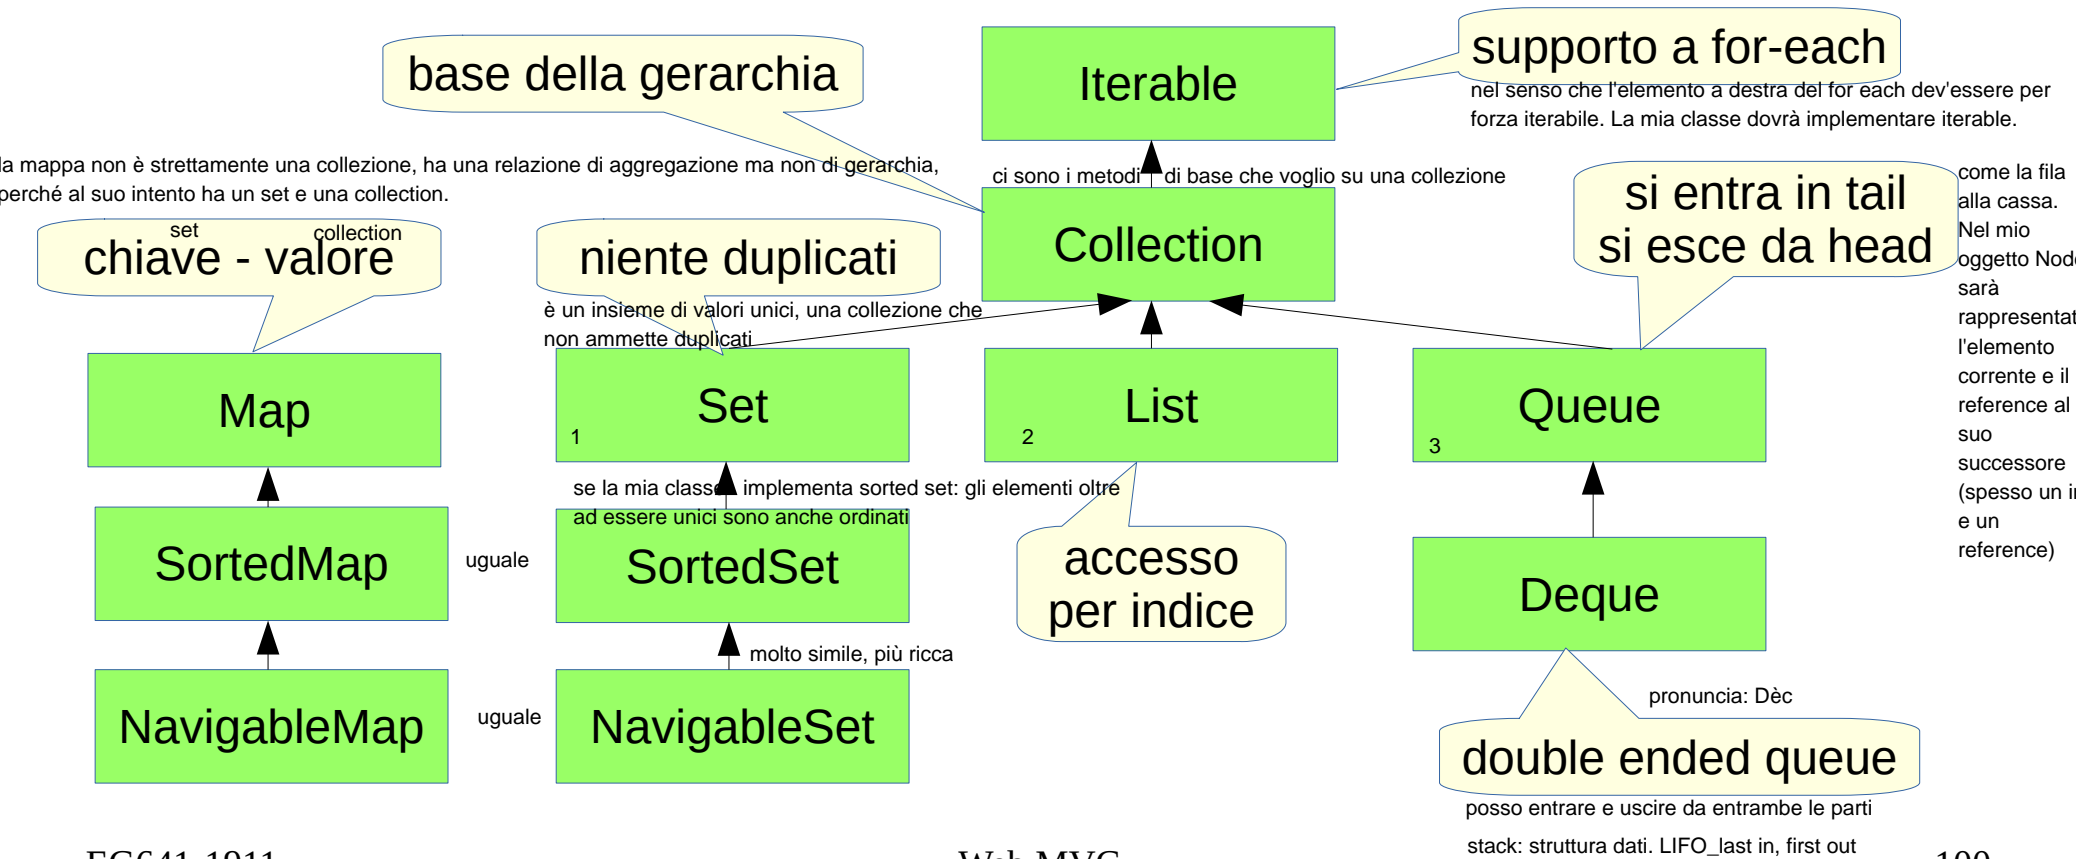 base della gerarchia
Iterable
supporto a for-each
nel senso che l'elemento a destra del for each dev'essere per
forza iterabile. La mia classe dovrà implementare iterable.
la mappa non è strettamente una collezione, ha una relazione di aggregazione ma non di gerarchia,
perché al suo intento ha un set e una collection.
ci sono i metodi di base che voglio su una collezione
Collection
si entra in tail
si esce da head
come la fila
alla cassa.
Nel mio
oggetto
sarà
l'elemento
corrente e il
reference al
suo
successore
(spesso un
e un
reference)
set
collection
chiave - valore
niente duplicati
è un insieme di valori unici, una collezione che
non ammette duplicati
Map
Set
1
List
2
Queue
3
se la mia classe implementa sorted set: gli elementi oltre
ad essere unici sono anche ordinati
SortedMap
uguale
SortedSet
accesso
per indice
Deque
molto simile, più ricca
NavigableMap
uguale
NavigableSet
pronuncia: Dèc
double ended queue
posso entrare e uscire da entrambe le parti
stack: struttura dati. LIFO_last in, first out